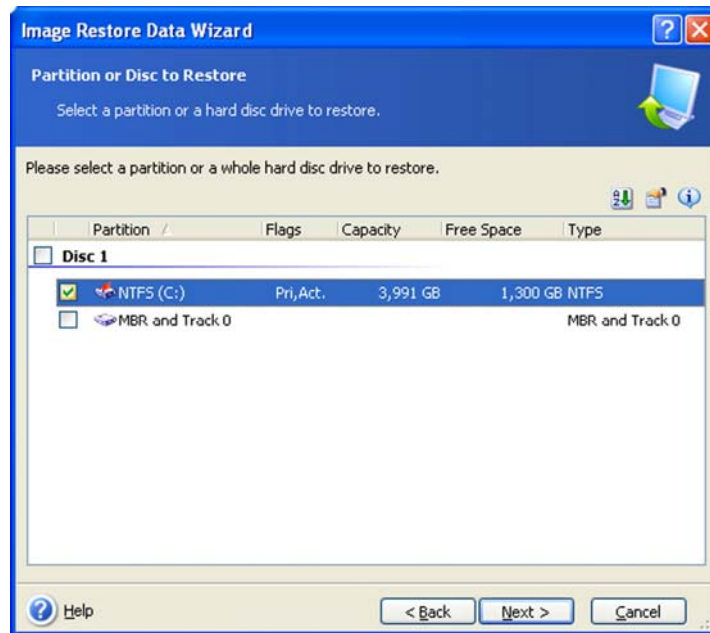 Image Restore Data Wizard
Partition or Disc to Restore
Select a partition or a hard disc drive to restore.
Please select a partition or a whole hard disc drive to restore.
Partition Flags Capacity Free Space Type
Disc 1
NTFS (C:) Pri,Act. 3,991 GB 1,300 GB NTFS
MBR and Track 0 MBR and Track 0
Help < Back Next > Cancel